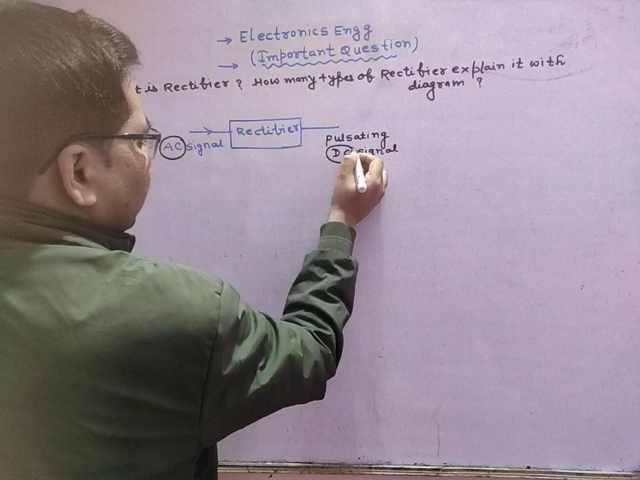 → Electronics Engg
→ (Important Question)
t is Rectifier ? How many types of Rectifier explain it with
diagram ?
Rectifier
AC signal
pulsating
DC signal